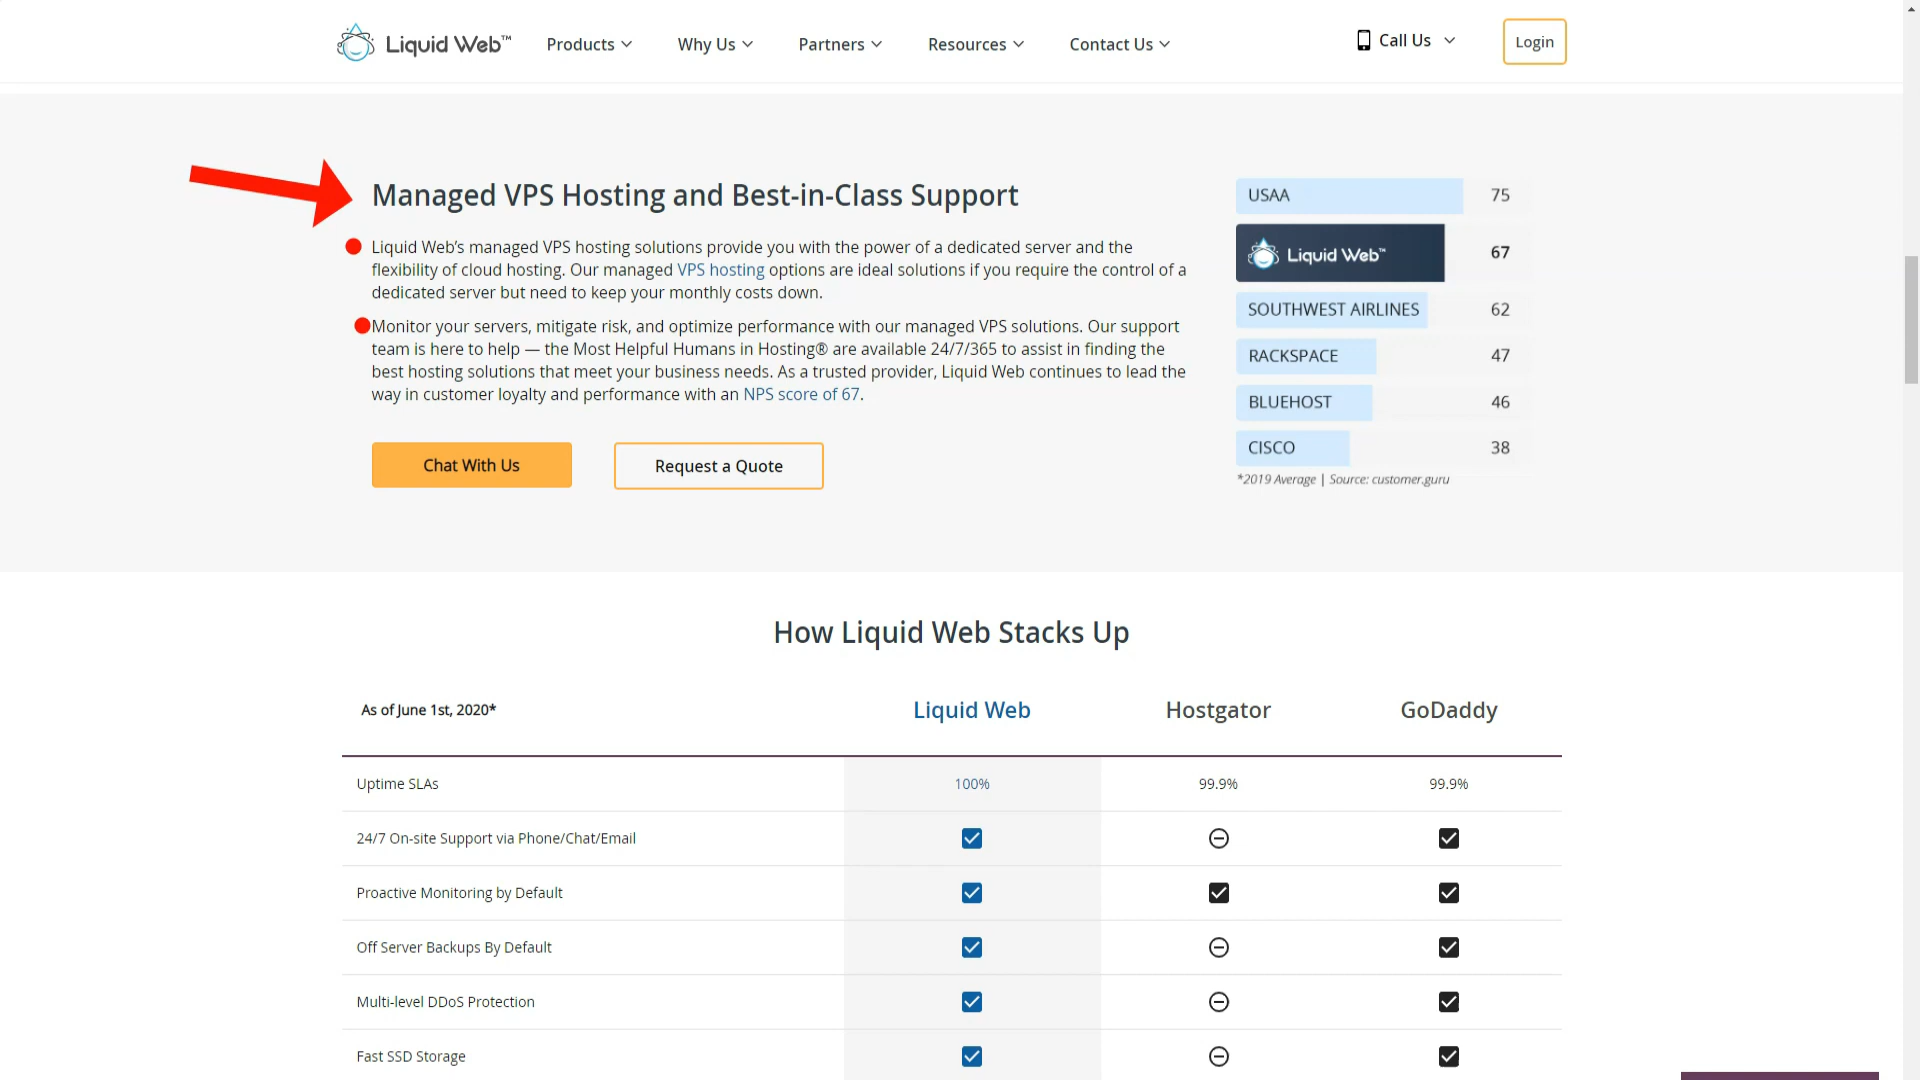 Liquid Web™
Products
Why Us
Partners
Resources
Contact Us
Call Us
Login
Managed VPS Hosting and Best-in-Class Support
Liquid Web's managed VPS hosting solutions provide you with the power of a dedicated server and the
flexibility of cloud hosting. Our managed VPS hosting options are ideal solutions if you require the control of a
dedicated server but need to keep your monthly costs down.
Monitor your servers, mitigate risk, and optimize performance with our managed VPS solutions. Our support
team is here to help — the Most Helpful Humans in Hosting® are available 24/7/365 to assist in finding the
best hosting solutions that meet your business needs. As a trusted provider, Liquid Web continues to lead the
way in customer loyalty and performance with an NPS score of 67.
Chat With Us
Request a Quote
USAA 75
Liquid Web™ 67
SOUTHWEST AIRLINES 62
RACKSPACE 47
BLUEHOST 46
CISCO 38
*2019 Average | Source: customer.guru
How Liquid Web Stacks Up
As of June 1st, 2020* Liquid Web Hostgator GoDaddy
Uptime SLAs 100% 99.9% 99.9%
24/7 On-site Support via Phone/Chat/Email
Proactive Monitoring by Default
Off Server Backups By Default
Multi-level DDoS Protection
Fast SSD Storage